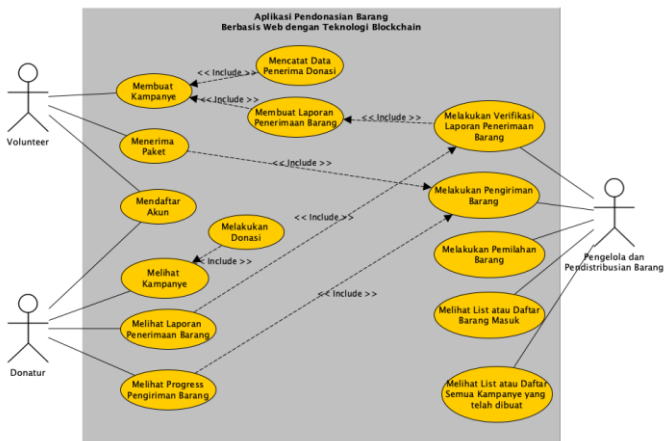 Aplikasi Pendonasian Barang
Berbasis Web dengan Teknologi Blockchain
Volunteer
Membuat
Kampanye
<< Include >>
Mencatat Data
Penerima Donasi
<< Include >>
Membuat Laporan
Penerimaan Barang
<< Include >>
Melakukan Verifikasi
Laporan Penerimaan
Barang
Menerima
Paket
<< Include >>
Melakukan Pengiriman
Barang
Mendaftar
Akun
Melakukan
Donasi
<< Include >>
Melakukan Pemilahan
Barang
Pengelola dan
Pendistribusian Barang
Melihat
Kampanye
< Include >>
<< Include >>
Melihat List atau Daftar
Barang Masuk
Donatur
Melihat Laporan
Penerimaan Barang
Melihat Progress
Pengiriman Barang
Melihat List atau Daftar
Semua Kampanye yang
telah dibuat